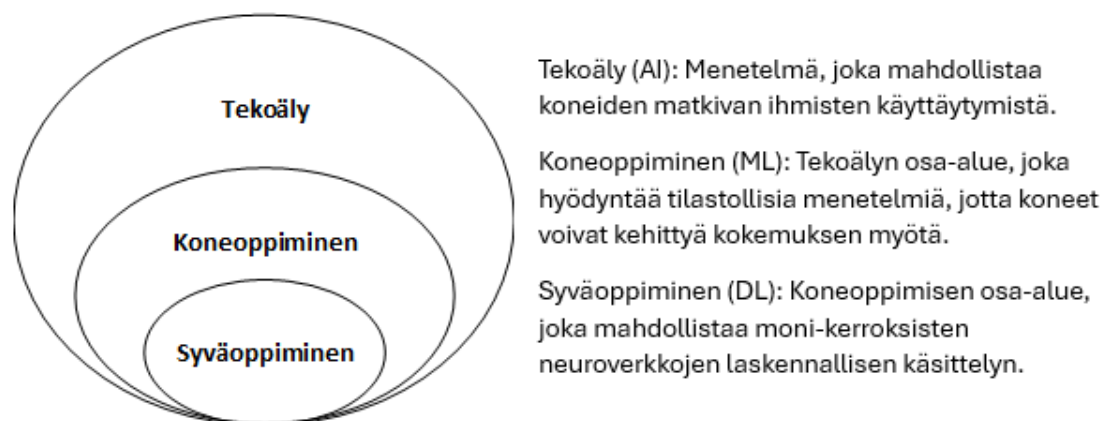 Tekoäly
Koneoppiminen
Syväoppiminen
Tekoäly (AI): Menetelmä, joka mahdollistaa
koneiden matkivan ihmisten käyttäytymistä.
Koneoppiminen (ML): Tekoälyn osa-alue, joka
hyödyntää tilastollisia menetelmiä, jotta koneet
voivat kehittyä kokemuksen myötä.
Syväoppiminen (DL): Koneoppimisen osa-alue,
joka mahdollistaa moni-kerroksisten
neuroverkkojen laskennallisen käsittelyn.